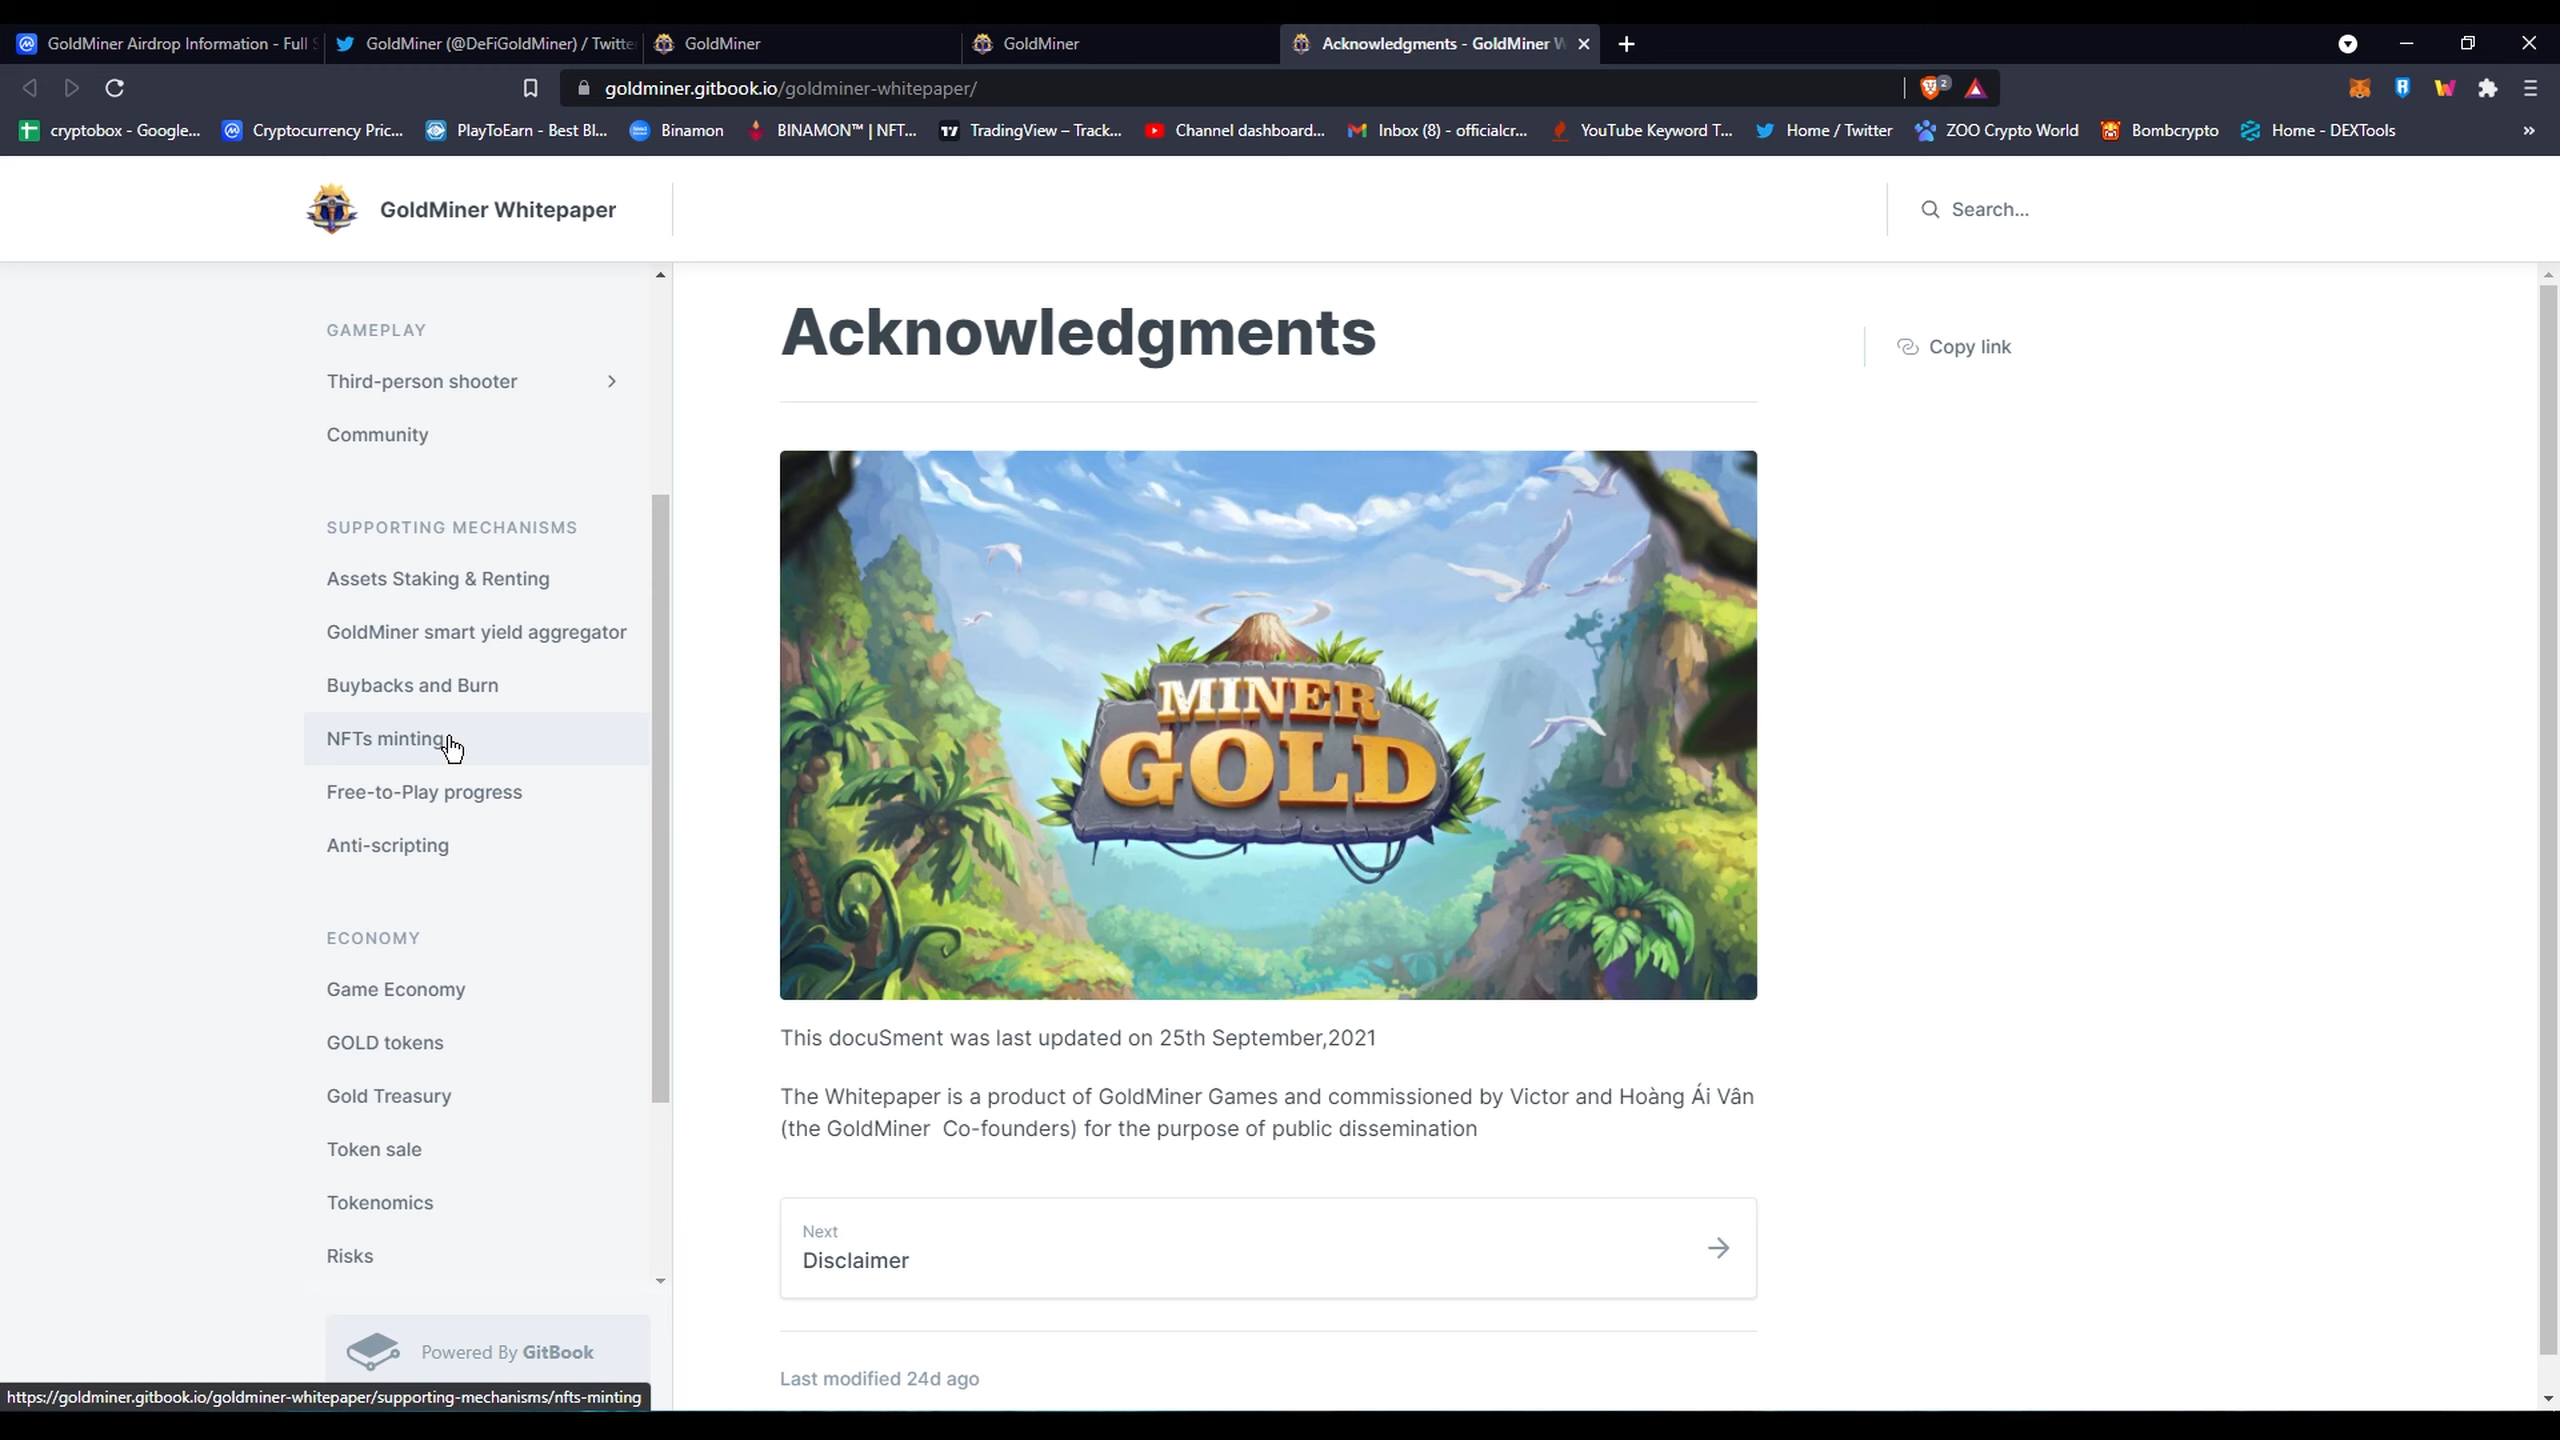 GoldMiner Airdrop Information - Full S
GoldMiner (@DeFiGoldMiner) / Twitte
GoldMiner
GoldMiner
Acknowledgments - GoldMiner W
goldminer.gitbook.io/goldminer-whitepaper/
2
cryptobox - Google...
Cryptocurrency Pric...
PlayToEarn - Best Bl...
Binamon
BINAMON™ | NFT...
TradingView – Track...
Channel dashboard...
Inbox (8) - officialcr...
YouTube Keyword T...
Home / Twitter
ZOO Crypto World
Bombcrypto
Home - DEXTools
GoldMiner Whitepaper
Search...
GAMEPLAY
Third-person shooter
Community
SUPPORTING MECHANISMS
Assets Staking & Renting
GoldMiner smart yield aggregator
Buybacks and Burn
NFTs minting
Free-to-Play progress
Anti-scripting
ECONOMY
Game Economy
GOLD tokens
Gold Treasury
Token sale
Tokenomics
Risks
Powered By GitBook
https://goldminer.gitbook.io/goldminer-whitepaper/supporting-mechanisms/nfts-minting
Acknowledgments
Copy link
MINER
GOLD
This docuSment was last updated on 25th September,2021
The Whitepaper is a product of GoldMiner Games and commissioned by Victor and Hoàng Ái Vân
(the GoldMiner  Co-founders) for the purpose of public dissemination
Next
Disclaimer
Last modified 24d ago